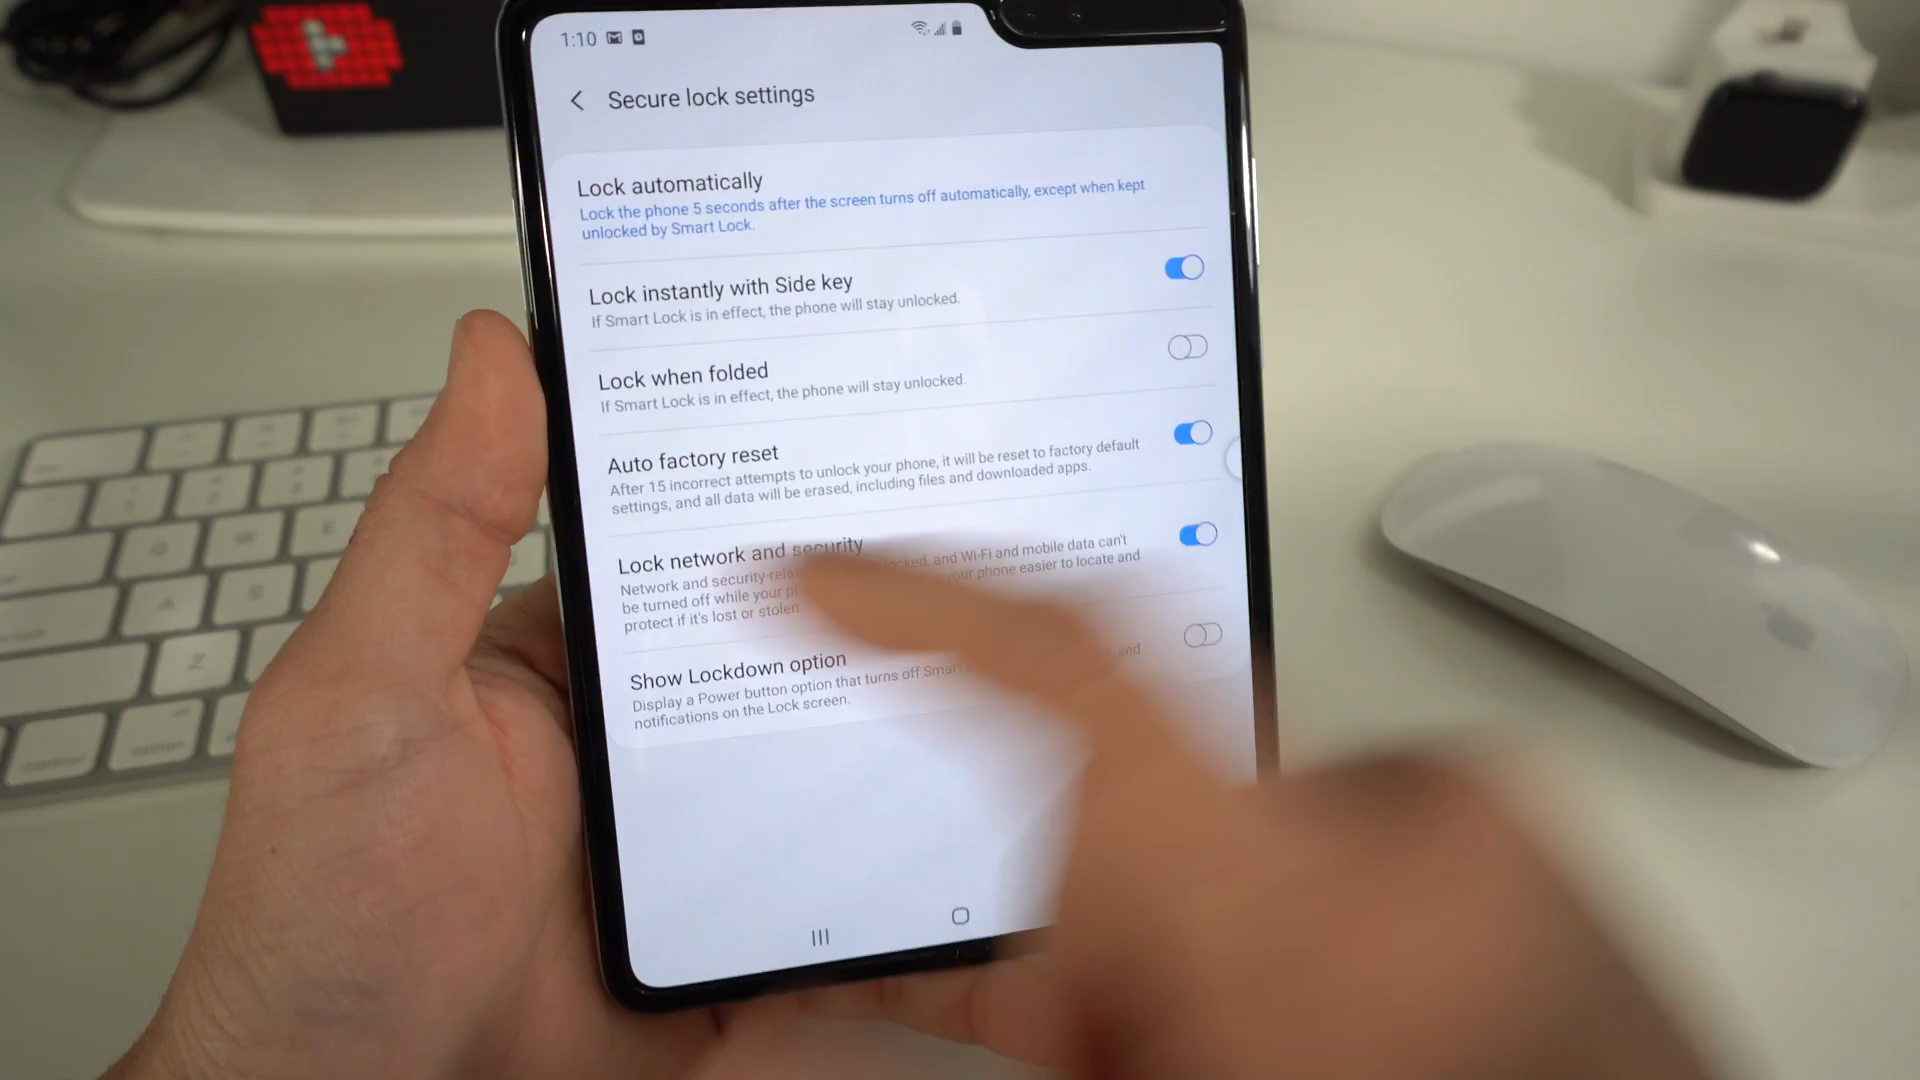 1:10
Secure lock settings
Lock automatically
Lock the phone 5 seconds after the screen turns off automatically, except when kept
unlocked by Smart Lock.
Lock instantly with Side key
If Smart Lock is in effect, the phone will stay unlocked.
Lock when folded
If Smart Lock is in effect, the phone will stay unlocked.
Auto factory reset
After 15 incorrect attempts to unlock your phone, it will be reset to factory default
settings, and all data will be erased, including files and downloaded apps.
Lock network and security
Network and security-rela locked, and Wi-Fi and mobile data can't
be turned off while your your phone easier to locate and
protect if it's lost or stolen
Show Lockdown option
Display a Power button option that turns off Smar and
notifications on the Lock screen.
Q
W
E
A
S
Z
control
option